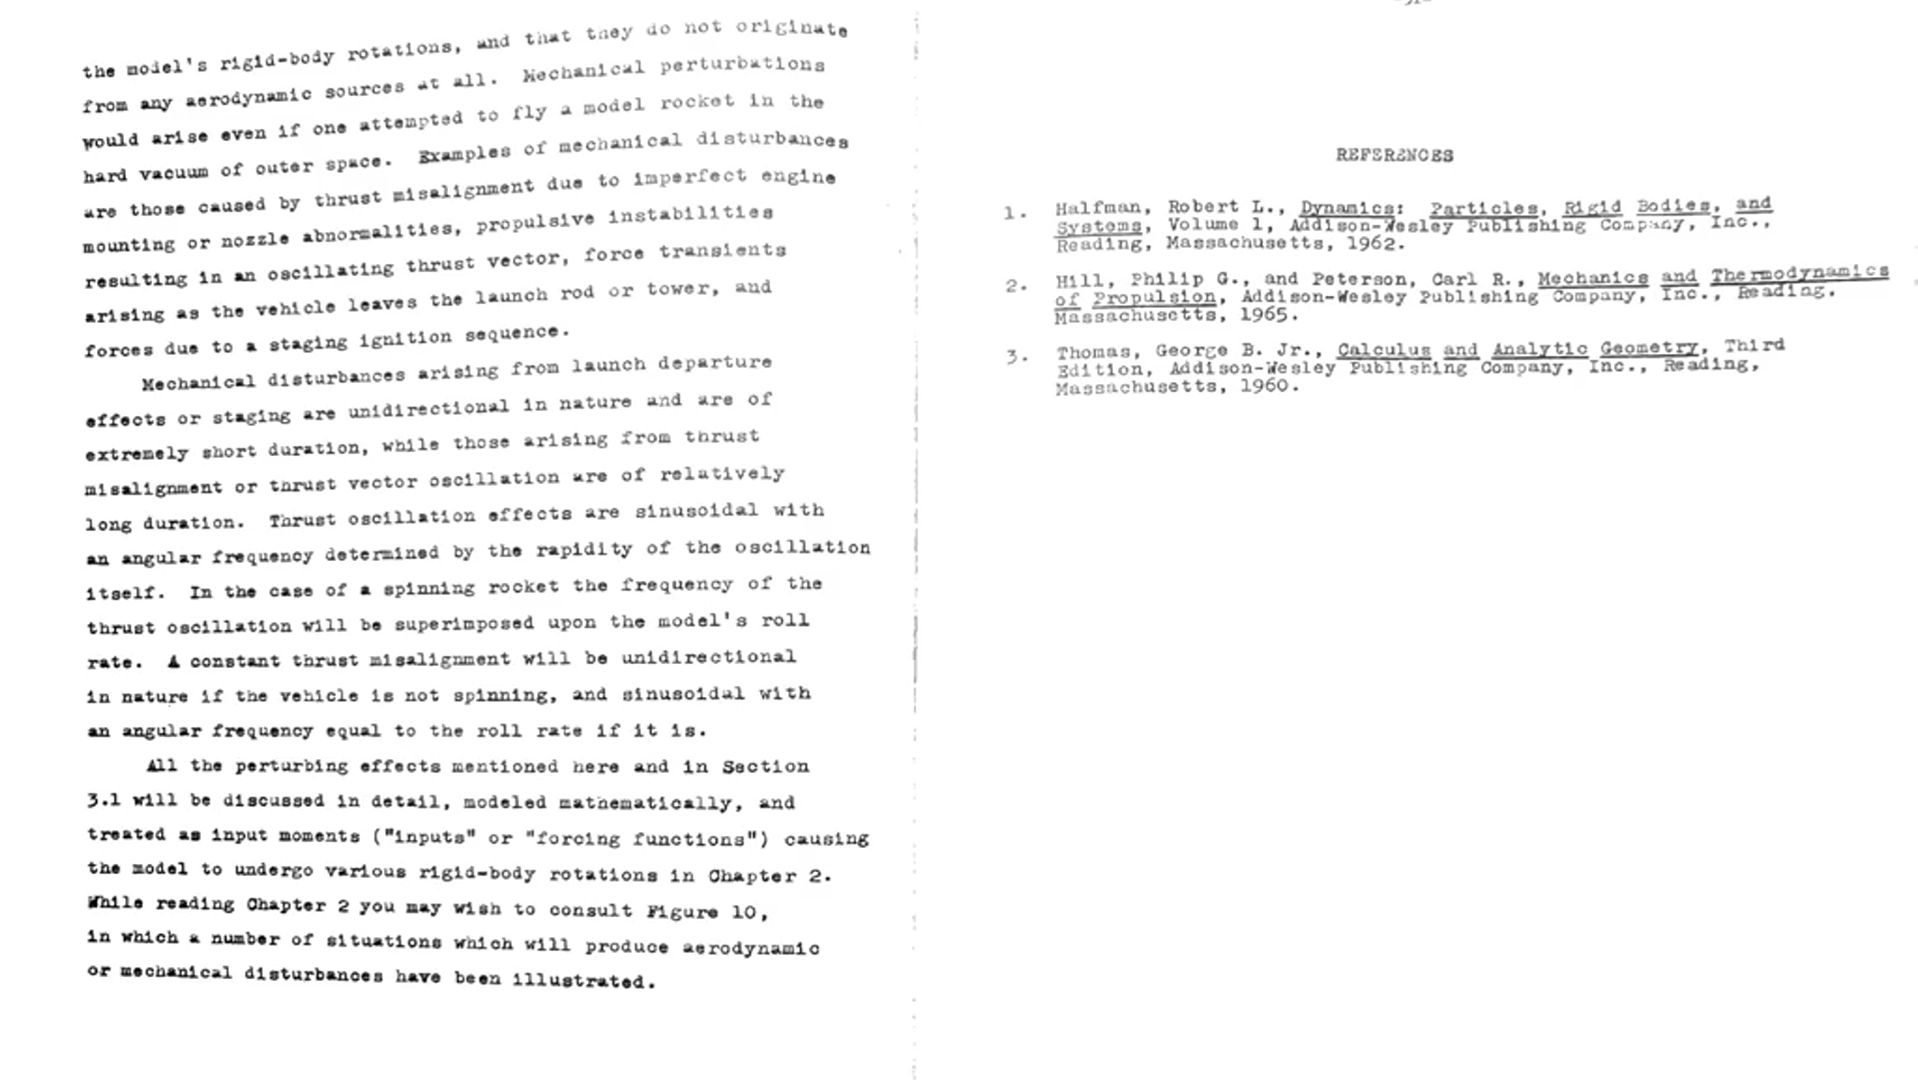 the model's rigid-body rotations, and that they do not originate
from any aerodynamic sources at all. Mechanical perturbations
would arise even if one attempted to fly a model rocket in the
hard vacuum of outer space. Examples of mechanical disturbances
are those caused by thrust misalignment due to imperfect engine
mounting or nozzle abnormalities, propulsive instabilities
resulting in an oscillating thrust vector, force transients
arising as the vehicle leaves the launch rod or tower, and
forces due to a staging ignition sequence.
Mechanical disturbances arising from launch departure
effects or staging are unidirectional in nature and are of
extremely short duration, while those arising from thrust
misalignment or thrust vector oscillation are of relatively
long duration. Thrust oscillation effects are sinusoidal with
an angular frequency determined by the rapidity of the oscillation
itself. In the case of a spinning rocket the frequency of the
thrust oscillation will be superimposed upon the model's roll
rate. A constant thrust misalignment will be unidirectional
in nature if the vehicle is not spinning, and sinusoidal with
an angular frequency equal to the roll rate if it is.
All the perturbing effects mentioned here and in Section
3.1 will be discussed in detail, modeled mathematically, and
treated as input moments ("inputs" or "forcing functions") causing
the model to undergo various rigid-body rotations in Chapter 2.
While reading Chapter 2 you may wish to consult Figure 10,
in which a number of situations which will produce aerodynamic
or mechanical disturbances have been illustrated.
REFERENCES
1. Halfman, Robert L., Dynamics: Particles, Rigid Bodies, and
Systems, Volume 1, Addison-Wesley Publishing Company, Inc.,
Reading, Massachusetts, 1962.
2. Hill, Philip G., and Peterson, Carl R., Mechanics and Thermodynamics
of Propulsion, Addison-Wesley Publishing Company, Inc., Reading.
Massachusetts, 1965.
3. Thomas, George B. Jr., Calculus and Analytic Geometry, Third
Edition, Addison-Wesley Publishing Company, Inc., Reading,
Massachusetts, 1960.